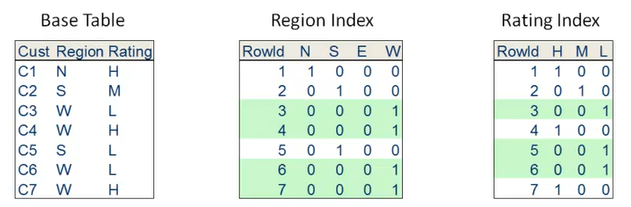 Base Table
Cust Region Rating
C1 N H
C2 S M
C3 W L
C4 W H
C5 S L
C6 W L
C7 W H
Region Index
RowId N S E W
1 1 0 0 0
2 0 1 0 0
3 0 0 0 1
4 0 0 0 1
5 0 1 0 0
6 0 0 0 1
7 0 0 0 1
Rating Index
RowId H M L
1 1 0 0
2 0 1 0
3 0 0 1
4 1 0 0
5 0 0 1
6 0 0 1
7 1 0 0